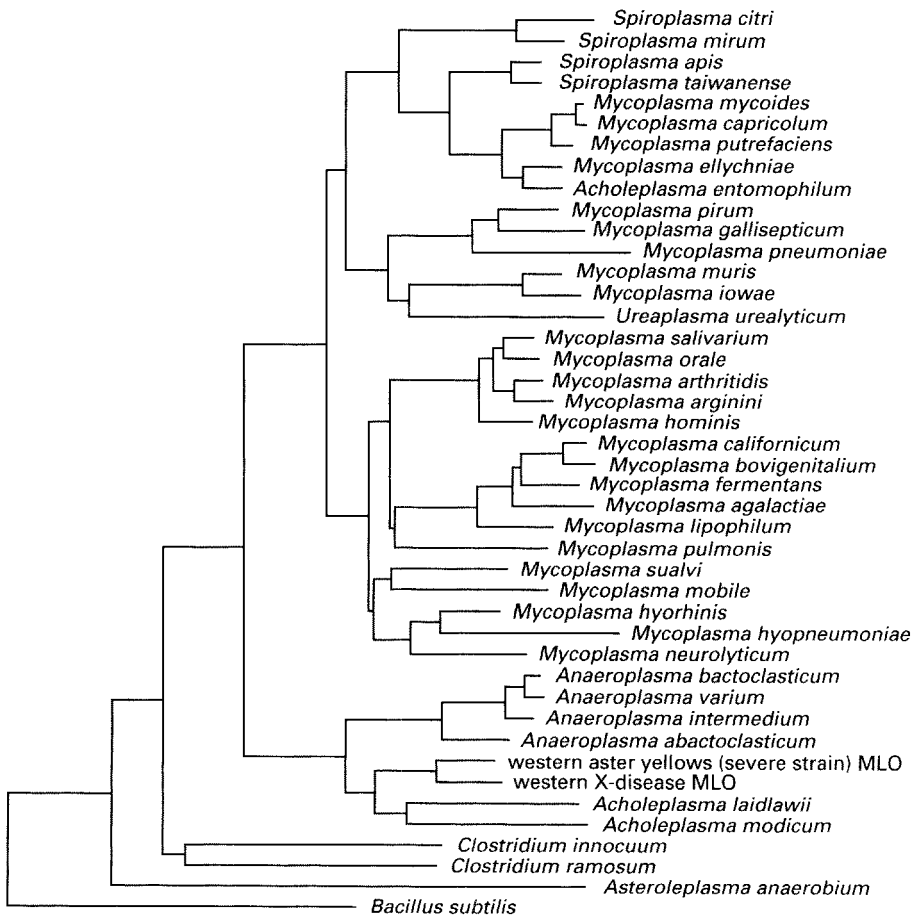 Spiroplasma citri
Spiroplasma mirum
Spiroplasma apis
Spiroplasma taiwanense
Mycoplasma mycoides
Mycoplasma capricolum
Mycoplasma putrefaciens
Mycoplasma ellychniae
Acholeplasma entomophilum
Mycoplasma pirum
Mycoplasma gallisepticum
Mycoplasma pneumoniae
Mycoplasma muris
Mycoplasma iowae
Ureaplasma urealyticum
Mycoplasma salivarium
Mycoplasma orale
Mycoplasma arthritidis
Mycoplasma arginini
Mycoplasma hominis
Mycoplasma californicum
Mycoplasma bovigenitalium
Mycoplasma fermentans
Mycoplasma agalactiae
Mycoplasma lipophilum
Mycoplasma pulmonis
Mycoplasma sualvi
Mycoplasma mobile
Mycoplasma hyorhinis
Mycoplasma hyopneumoniae
Mycoplasma neurolyticum
Anaeroplasma bactoclasticum
Anaeroplasma varium
Anaeroplasma intermedium
Anaeroplasma abactoclasticum
western aster yellows (severe strain) MLO
western X-disease MLO
Acholeplasma laidlawii
Acholeplasma modicum
Clostridium innocuum
Clostridium ramosum
Asteroleplasma anaerobium
Bacillus subtilis